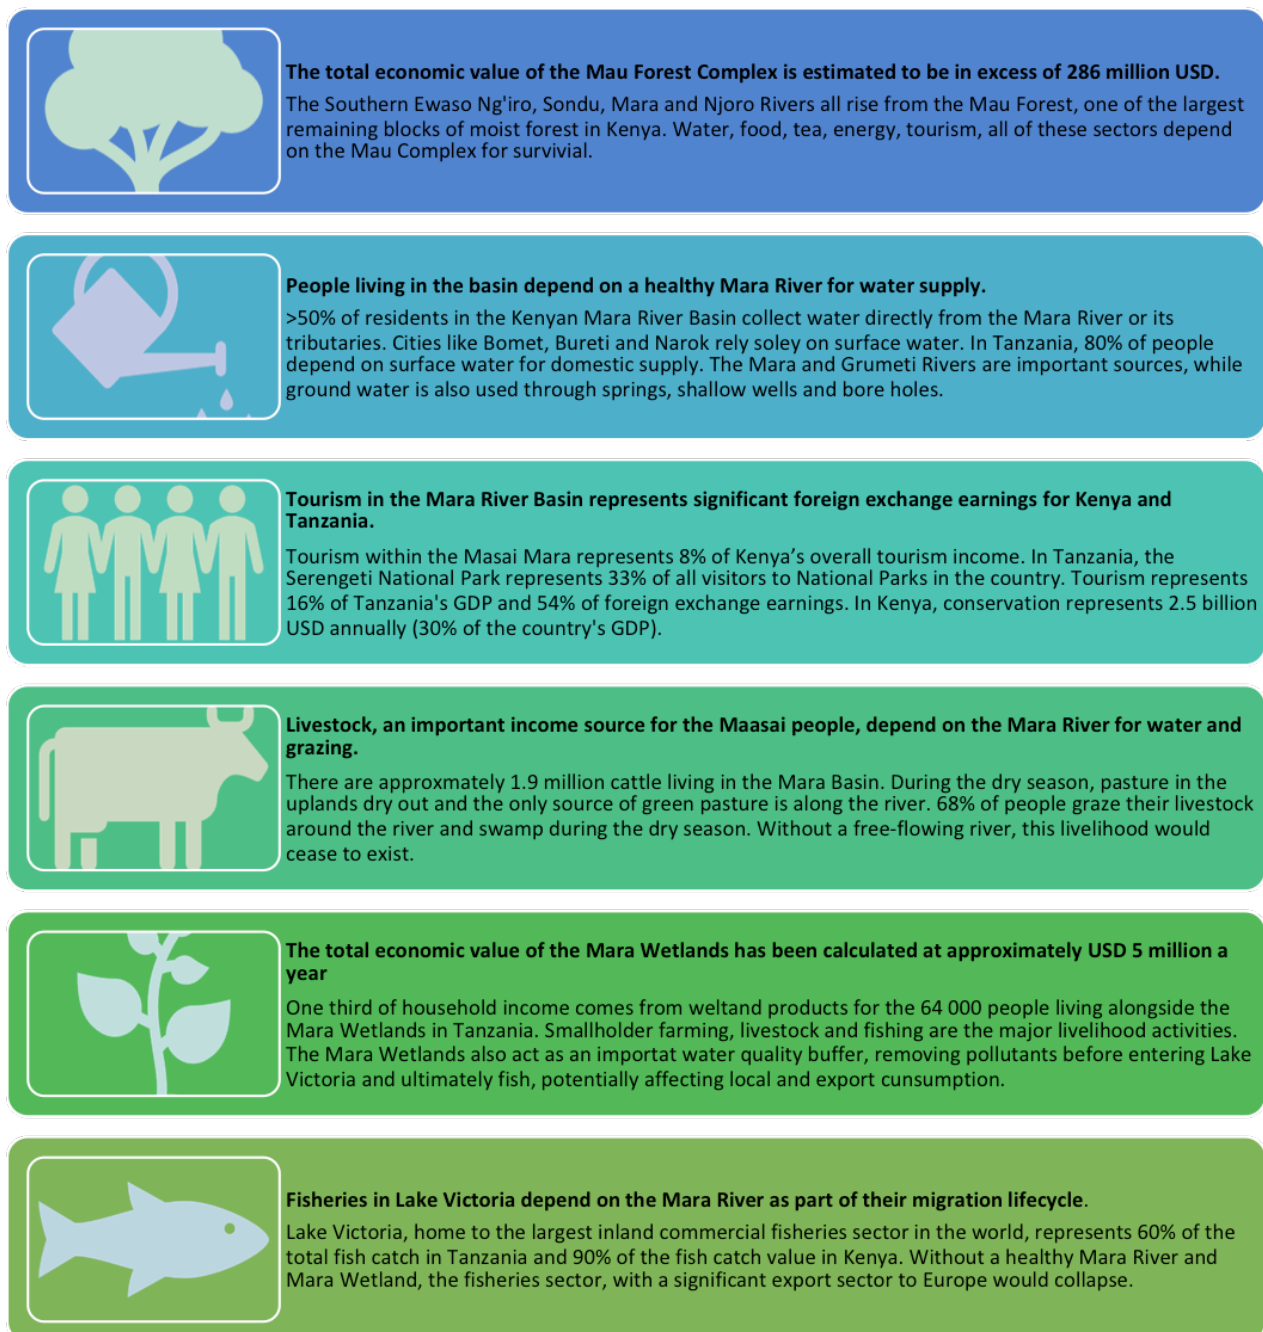 The total economic value of the Mau Forest Complex is estimated to be in excess of 286 million USD.
The Southern Ewaso Ng'iro, Sondu, Mara and Njoro Rivers all rise from the Mau Forest, one of the largest
remaining blocks of moist forest in Kenya. Water, food, tea, energy, tourism, all of these sectors depend
on the Mau Complex for survivial.
People living in the basin depend on a healthy Mara River for water supply.
>50% of residents in the Kenyan Mara River Basin collect water directly from the Mara River or its
tributaries. Cities like Bomet, Bureti and Narok rely soley on surface water. In Tanzania, 80% of people
depend on surface water for domestic supply. The Mara and Grumeti Rivers are important sources, while
ground water is also used through springs, shallow wells and bore holes.
Tourism in the Mara River Basin represents significant foreign exchange earnings for Kenya and
Tanzania.
Tourism within the Masai Mara represents 8% of Kenya’s overall tourism income. In Tanzania, the
Serengeti National Park represents 33% of all visitors to National Parks in the country. Tourism represents
16% of Tanzania's GDP and 54% of foreign exchange earnings. In Kenya, conservation represents 2.5 billion
USD annually (30% of the country's GDP).
Livestock, an important income source for the Maasai people, depend on the Mara River for water and
grazing.
There are approxmately 1.9 million cattle living in the Mara Basin. During the dry season, pasture in the
uplands dry out and the only source of green pasture is along the river. 68% of people graze their livestock
around the river and swamp during the dry season. Without a free-flowing river, this livelihood would
cease to exist.
The total economic value of the Mara Wetlands has been calculated at approximately USD 5 million a
year
One third of household income comes from weltand products for the 64 000 people living alongside the
Mara Wetlands in Tanzania. Smallholder farming, livestock and fishing are the major livelihood activities.
The Mara Wetlands also act as an importat water quality buffer, removing pollutants before entering Lake
Victoria and ultimately fish, potentially affecting local and export cunsumption.
Fisheries in Lake Victoria depend on the Mara River as part of their migration lifecycle.
Lake Victoria, home to the largest inland commercial fisheries sector in the world, represents 60% of the
total fish catch in Tanzania and 90% of the fish catch value in Kenya. Without a healthy Mara River and
Mara Wetland, the fisheries sector, with a significant export sector to Europe would collapse.